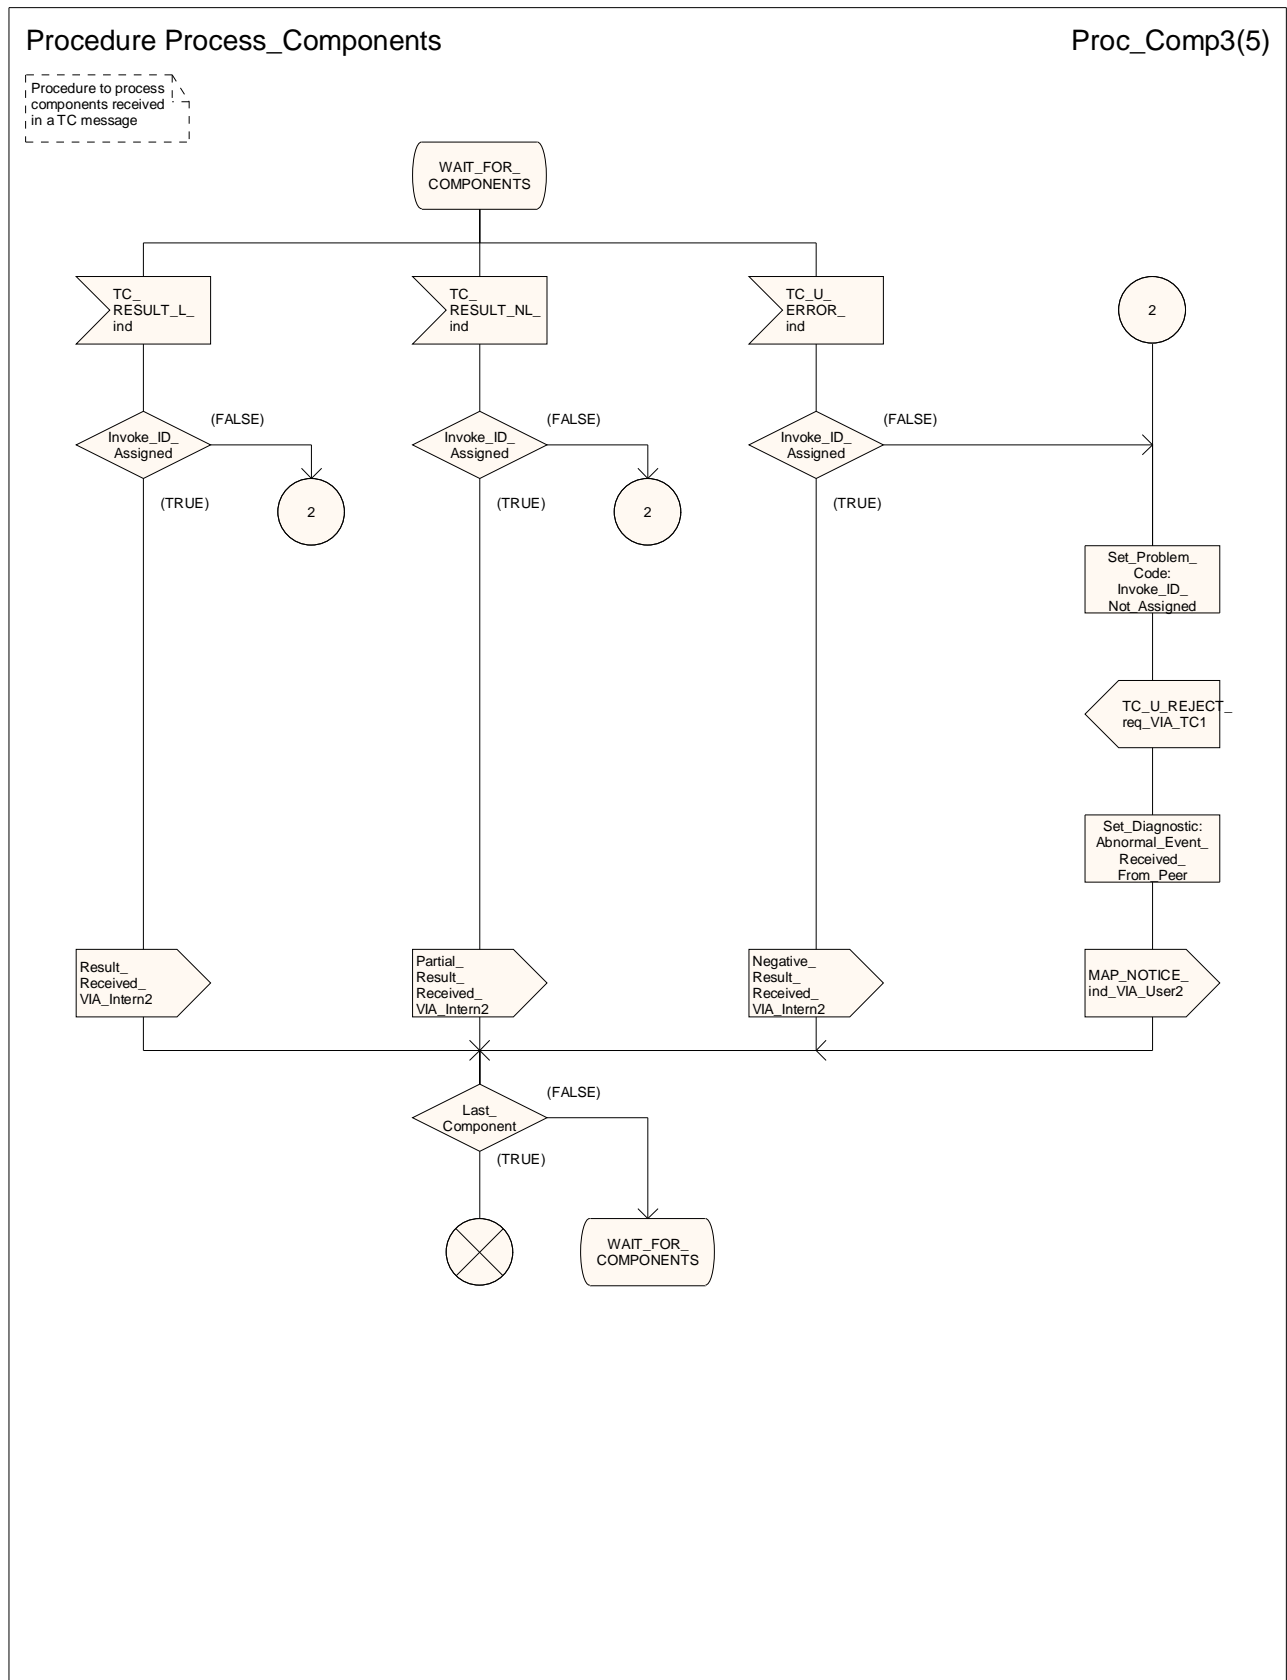 Procedure Process_Components
Proc_Comp3(5)
Procedure to process
components received
in a TC message
WAIT_FOR_
COMPONENTS
TC_
RESULT_L_
ind
TC_
RESULT_NL_
ind
TC_U_
ERROR_
ind
2
Invoke_ID_
Assigned
(FALSE)
(TRUE)
2
Invoke_ID_
Assigned
(FALSE)
(TRUE)
2
Invoke_ID_
Assigned
(FALSE)
(TRUE)
Set_Problem_
Code:
Invoke_ID_
Not_Assigned
TC_U_REJECT_
req_VIA_TC1
Set_Diagnostic:
Abnormal_Event_
Received_
From_Peer
Result_
Received_
VIA_Intern2
Partial_
Result_
Received_
VIA_Intern2
Negative_
Result_
Received_
VIA_Intern2
MAP_NOTICE_
ind_VIA_User2
Last_
Component
(FALSE)
(TRUE)
WAIT_FOR_
COMPONENTS